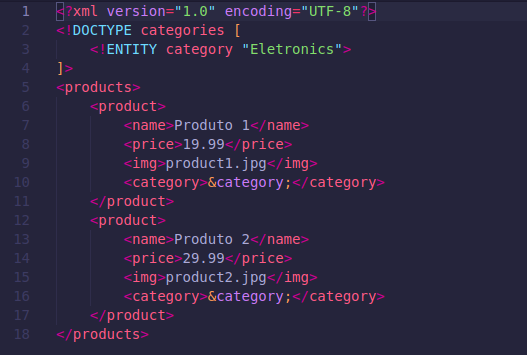 1 <?xml version="1.0" encoding="UTF-8"?>
2 <!DOCTYPE categories [
3     <!ENTITY category "Eletronics">
4 ]>
5 <products>
6     <product>
7         <name>Produto 1</name>
8         <price>19.99</price>
9         <img>product1.jpg</img>
10         <category>&category;</category>
11     </product>
12     <product>
13         <name>Produto 2</name>
14         <price>29.99</price>
15         <img>product2.jpg</img>
16         <category>&category;</category>
17     </product>
18 </products>